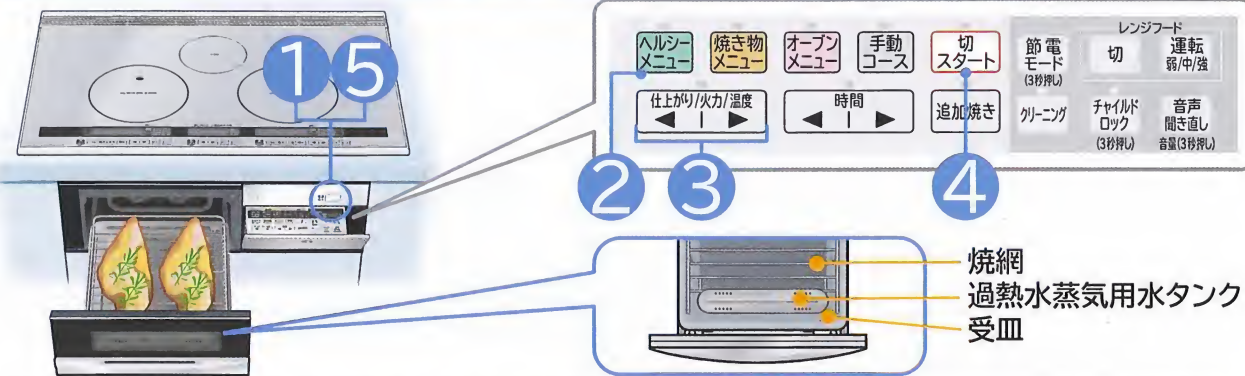 ①⑤
ヘルシー
メニュー
焼き物
メニュー
オーブン
メニュー
手動
コース
切
スタート
節電
モード
(3秒押し)
レンジフード
切
運転
弱/中/強
仕上がり/火力/温度
◀ | ▶
時間
◀ | ▶
追加焼き
クリーニング
チャイルド
ロック
(3秒押し)
音声
聞き直し
音量(3秒押し)
②
③
④
焼網
過熱水蒸気用水タンク
受皿